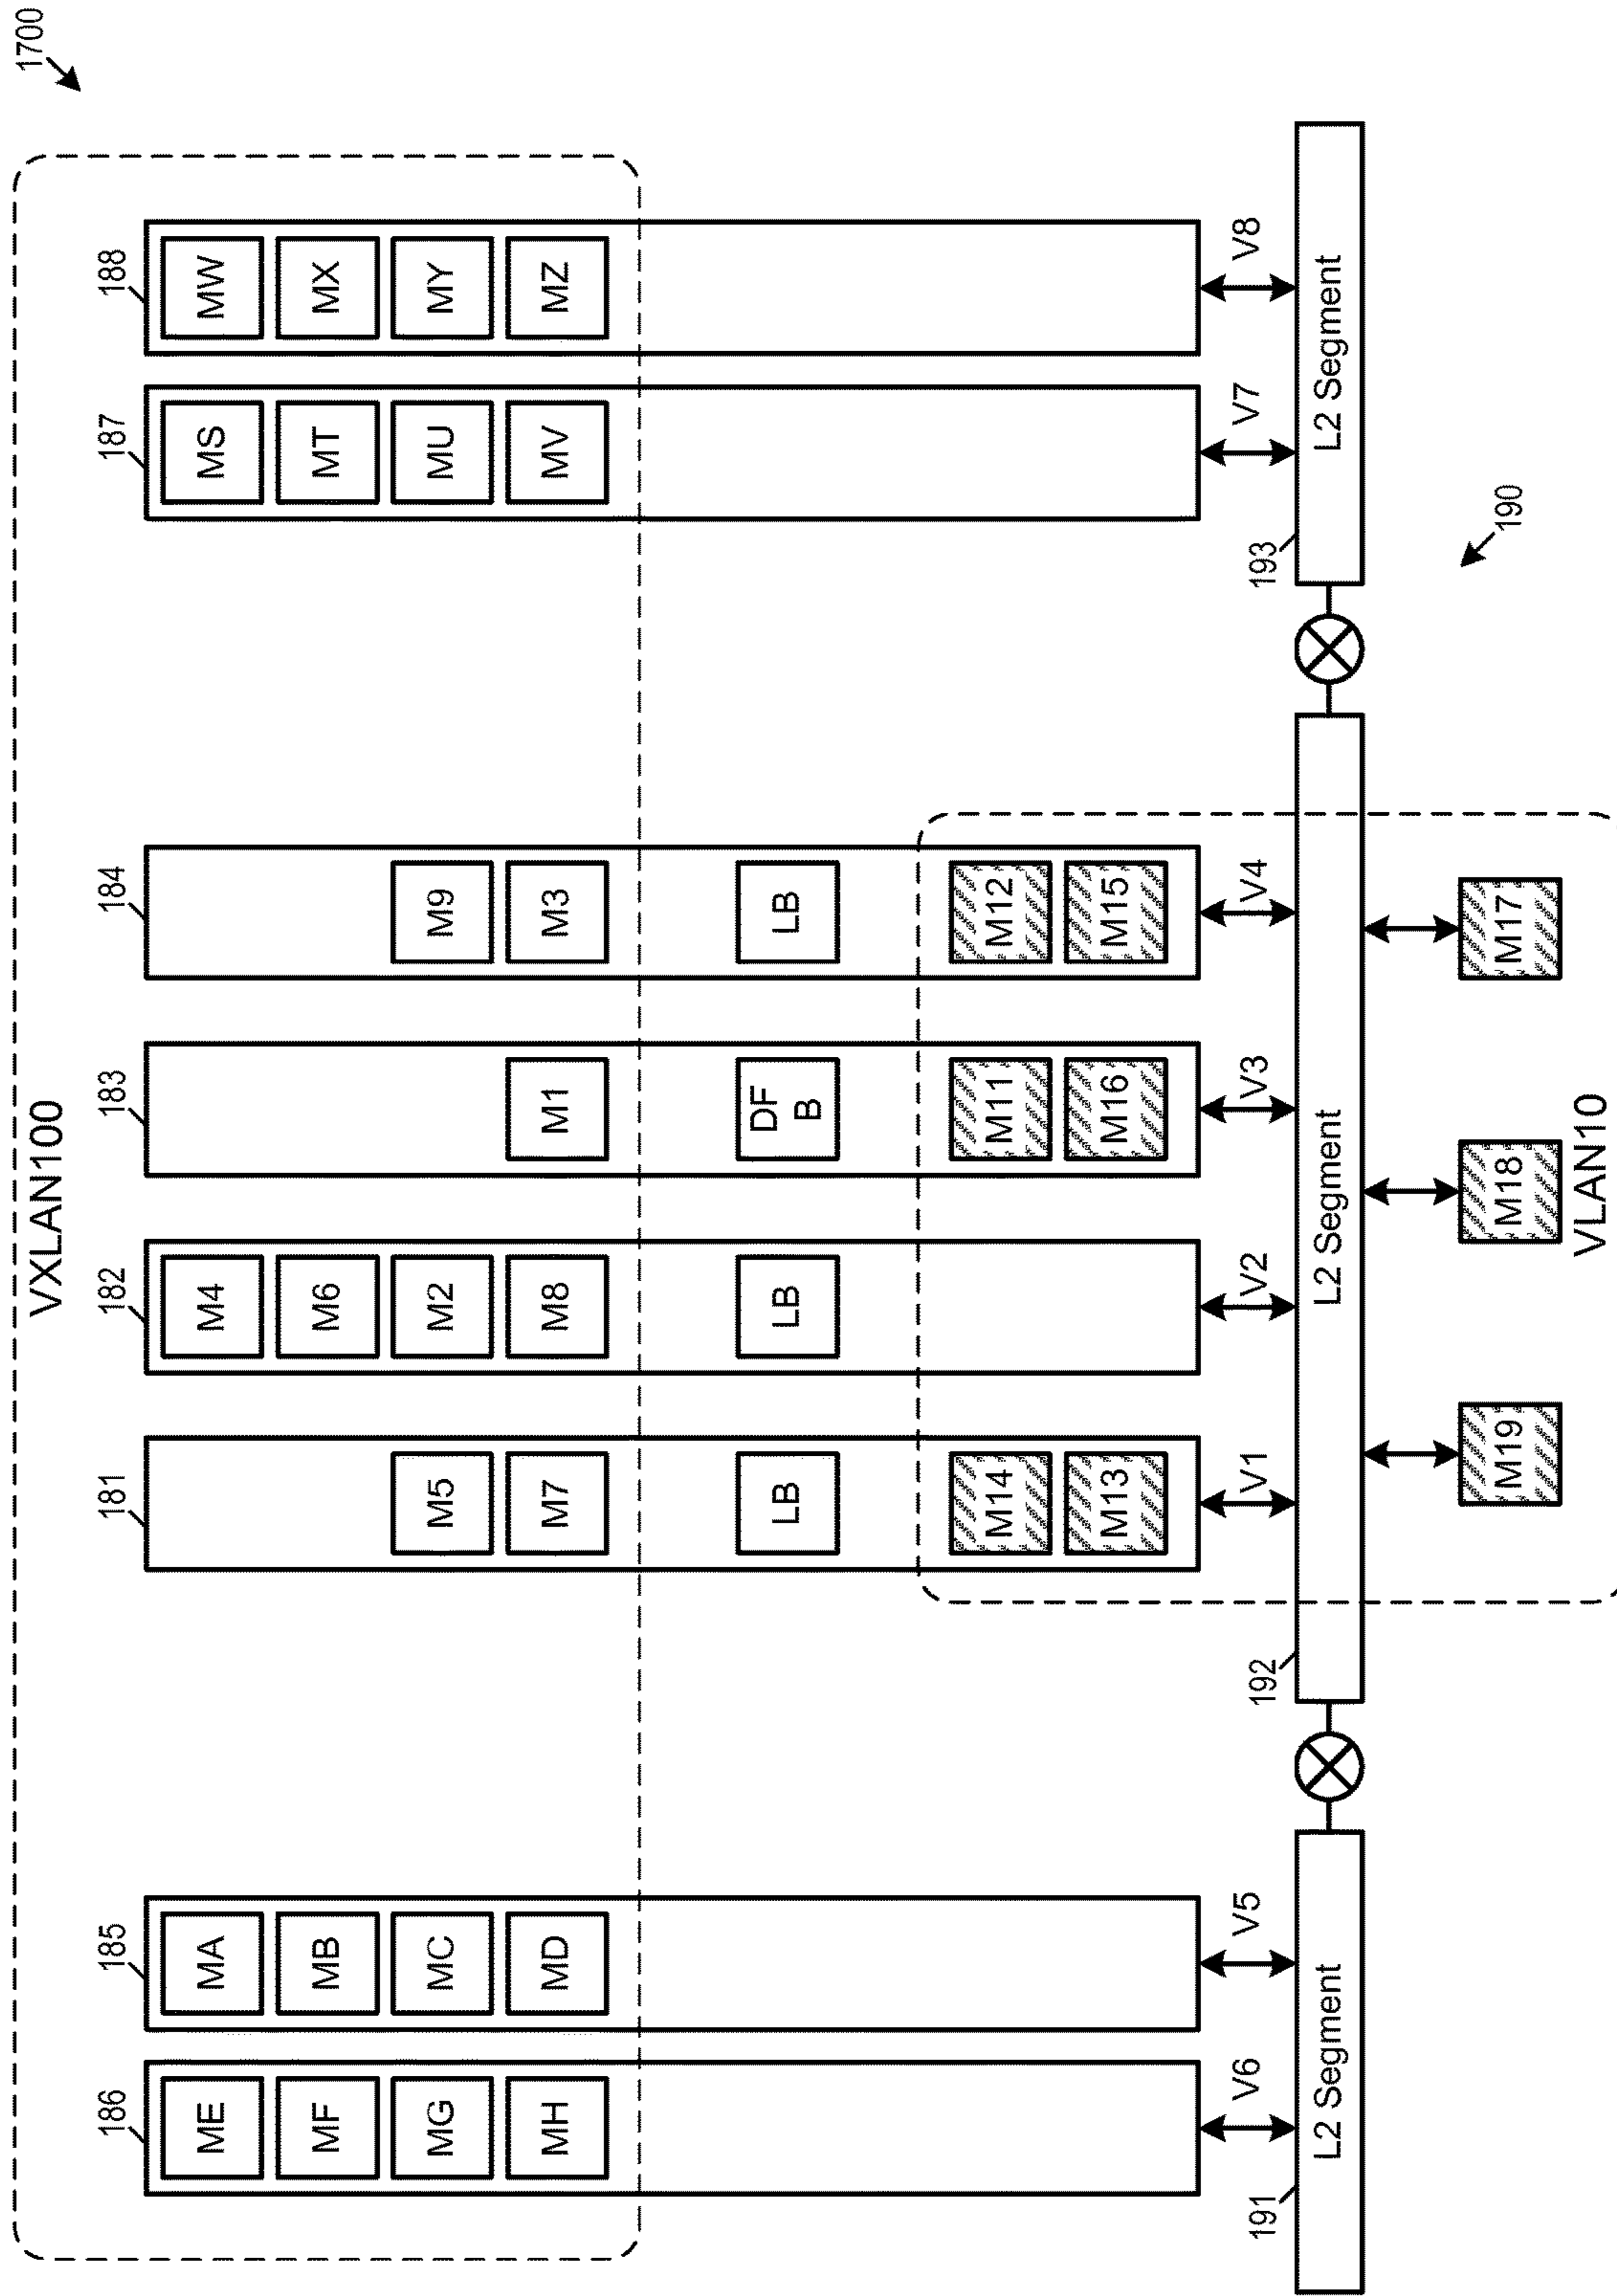 1700
VXLAN100
186
185
181
182
183
184
187
188
ME
MF
MG
MH
MA
MB
MC
MD
M5
M7
LB
M14
M13
M4
M6
M2
M8
LB
M1
DF
B
M11
M16
M9
M3
LB
M12
M15
MS
MT
MU
MV
MW
MX
MY
MZ
V6
V5
V1
V2
V3
V4
V7
V8
191
L2 Segment
192
L2 Segment
193
L2 Segment
190
M19
M18
M17
VLAN10